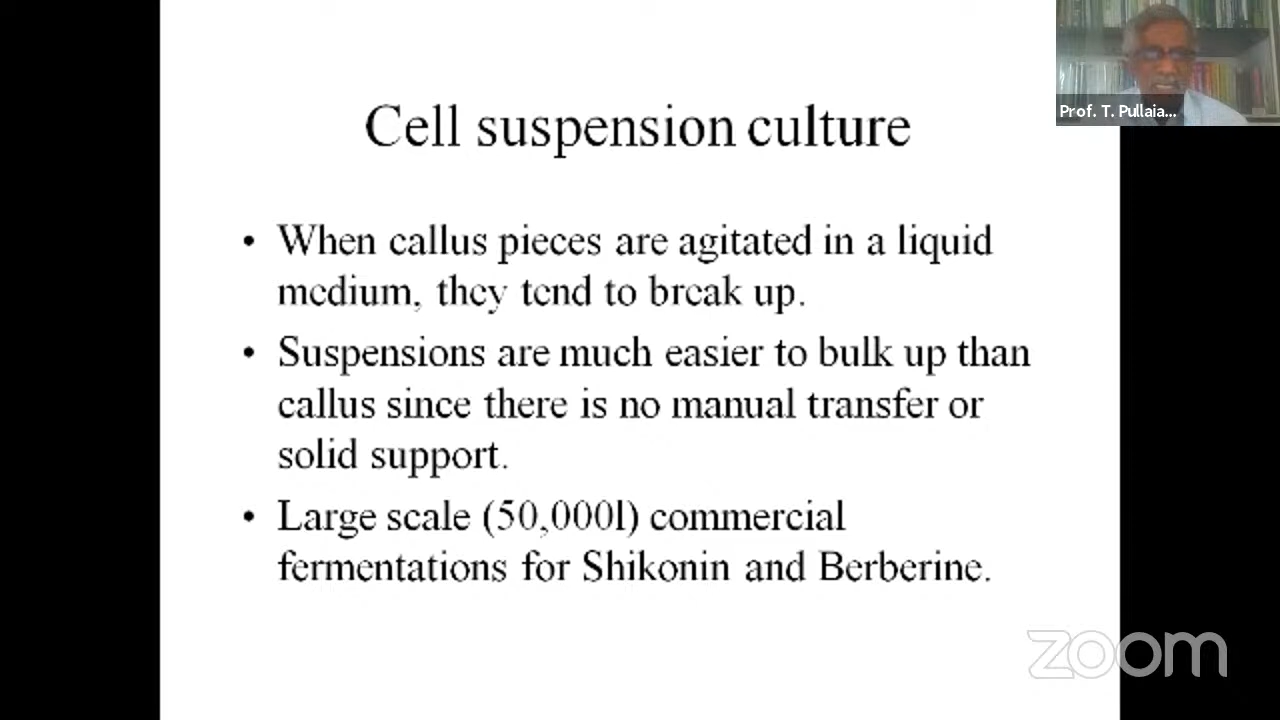 Prof. T. Pullaia...
Cell suspension culture
• When callus pieces are agitated in a liquid
medium, they tend to break up.
• Suspensions are much easier to bulk up than
callus since there is no manual transfer or
solid support.
• Large scale (50,000l) commercial
fermentations for Shikonin and Berberine.
zoom